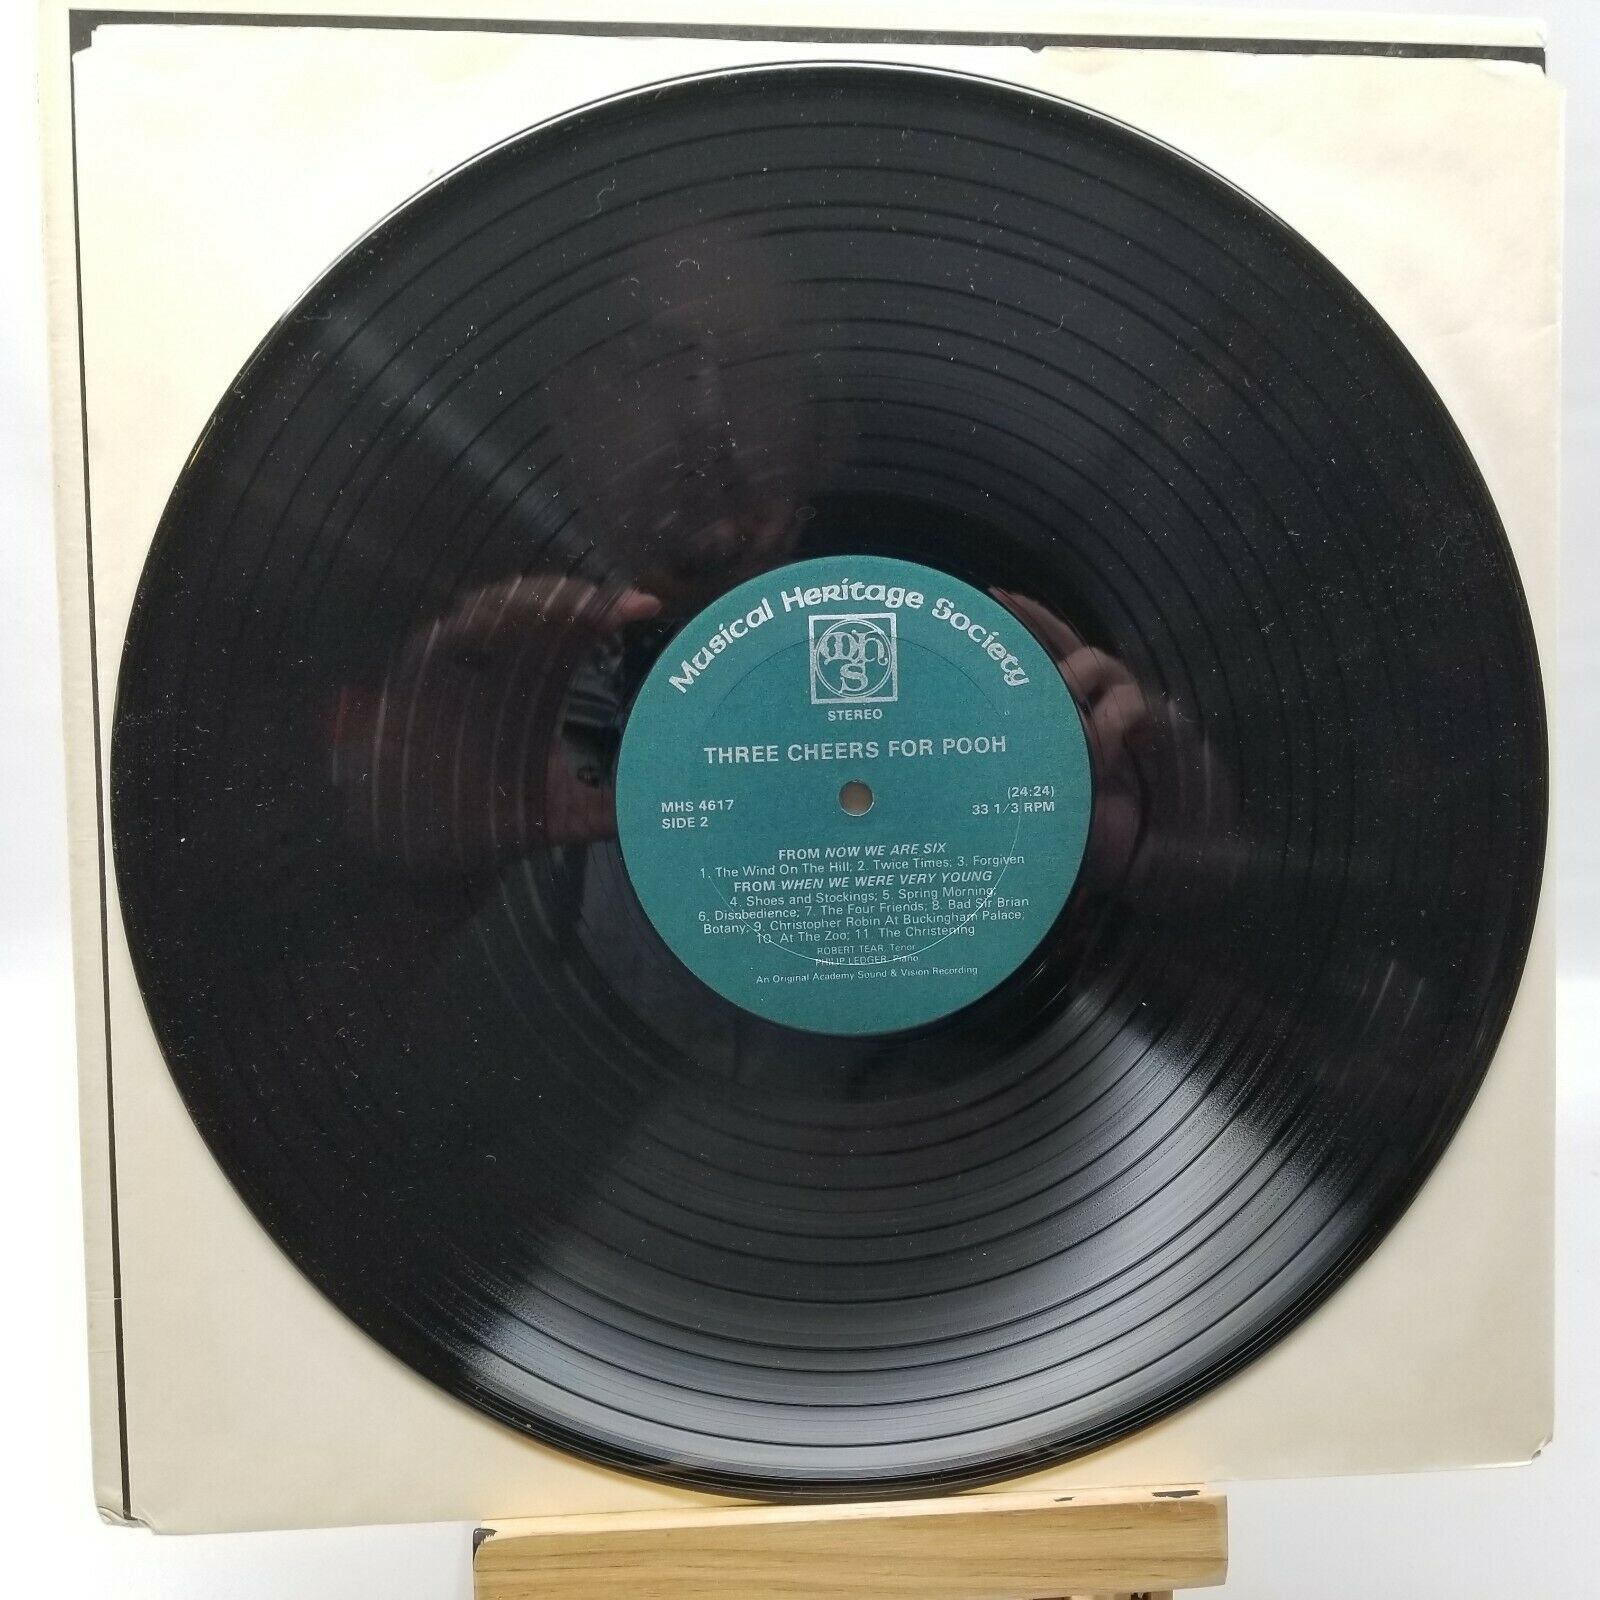 Musical Heritage Society
mhs
STEREO
THREE CHEERS FOR POOH
MHS 4617 (24:24)
SIDE 2 33 1/3 RPM
FROM NOW WE ARE SIX
1. The Wind On The Hill; 2. Twice Times; 3. Forgiven
FROM WHEN WE WERE VERY YOUNG
4. Shoes and Stockings; 5. Spring Morning;
6. Disobedience; 7. The Four Friends; 8. Bad Sir Brian
Botany; 9. Christopher Robin At Buckingham Palace;
10. At The Zoo; 11. The Christening
ROBERT TEAR, Tenor
PHILIP LEDGER, Piano
An Original Academy Sound & Vision Recording